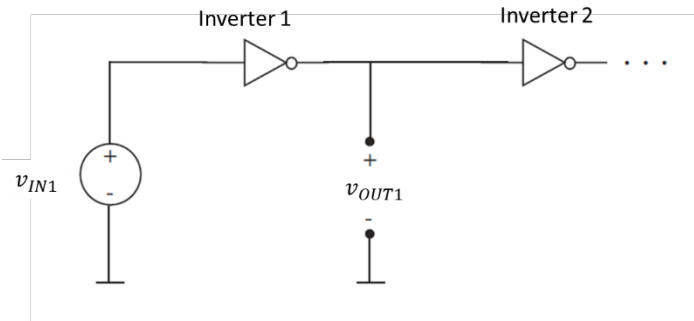 Inverter 1
Inverter 2
+
-
v_IN1
+
v_OUT1
-
. . .